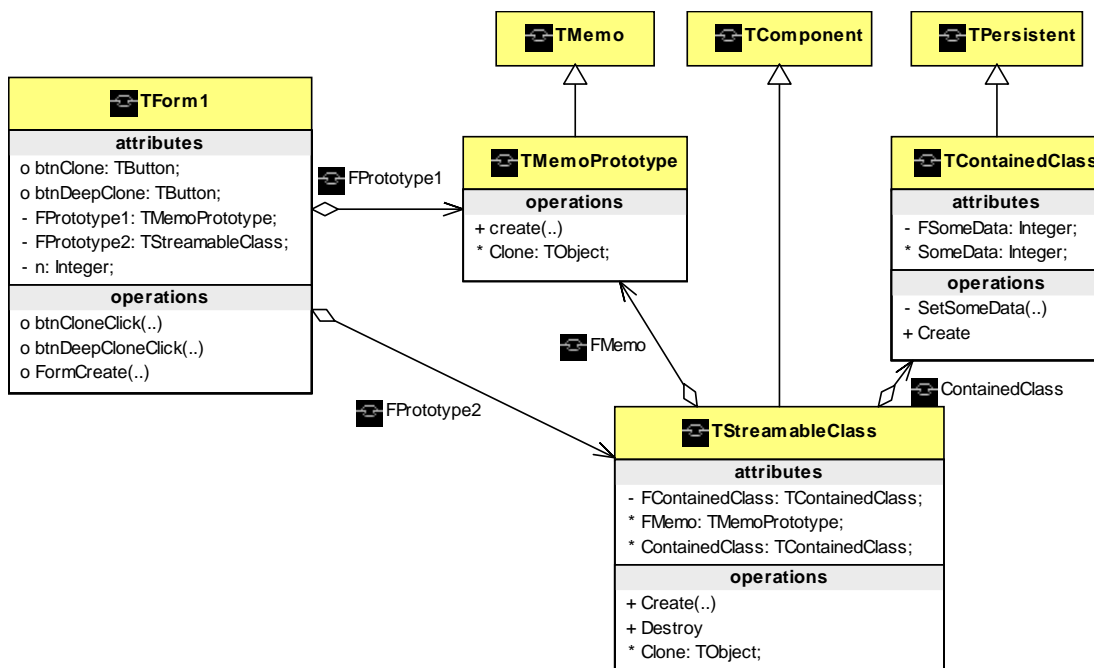 TMemo
TComponent
TPersistent
TForm1
attributes
o btnClone: TButton;
o btnDeepClone: TButton;
- FPrototype1: TMemoPrototype;
- FPrototype2: TStreamableClass;
- n: Integer;
operations
o btnCloneClick(..)
o btnDeepCloneClick(..)
o FormCreate(..)
FPrototype1
TMemoPrototype
operations
+ create(..)
* Clone: TObject;
TContainedClass
attributes
- FSomeData: Integer;
* SomeData: Integer;
operations
- SetSomeData(..)
+ Create
FMemo
ContainedClass
FPrototype2
TStreamableClass
attributes
- FContainedClass: TContainedClass;
* FMemo: TMemoPrototype;
* ContainedClass: TContainedClass;
operations
+ Create(..)
+ Destroy
* Clone: TObject;